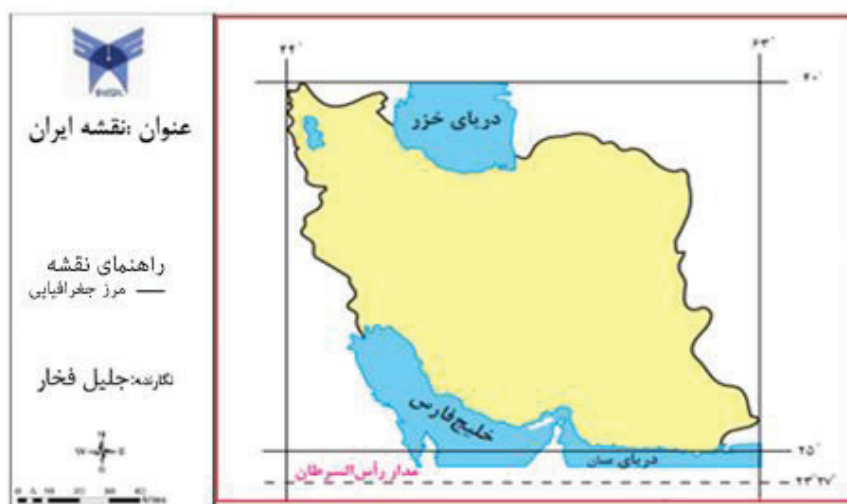 عنوان :نقشه ایران
راهنمای نقشه
مرز جغرافیایی
نگارنده:جلیل فخار
۴۴°
۶۳°
۴۰°
دریای خزر
خلیج فارس
دریای عمان
۲۵°
مدار رأس‌السرطان
۲۳°۲۷'